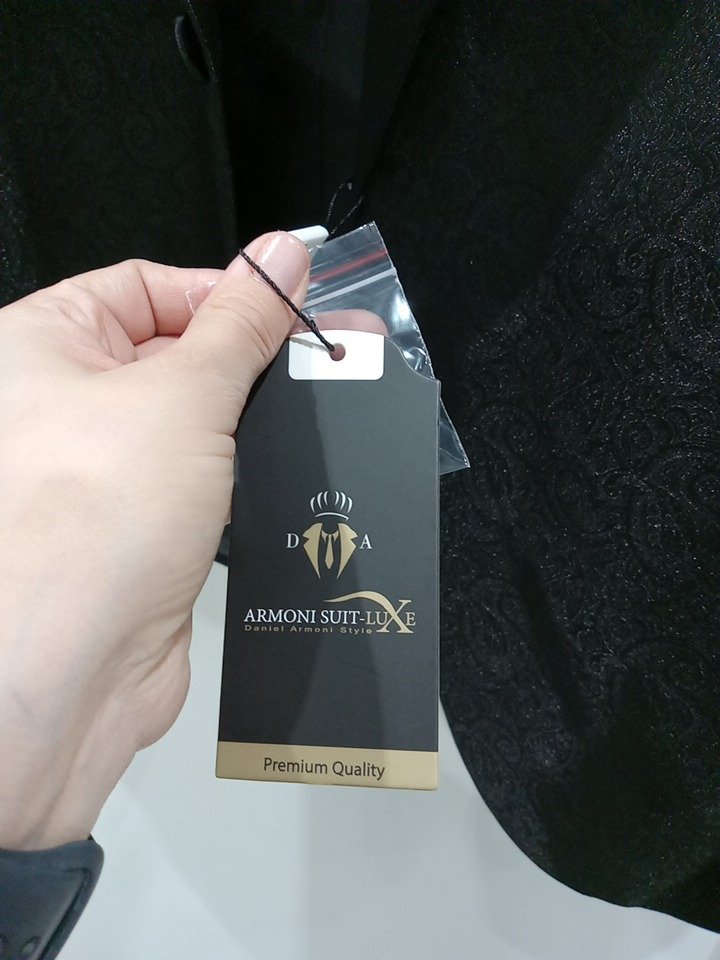 D A
ARMONI SUIT-LUXE
Daniel Armoni Style
Premium Quality